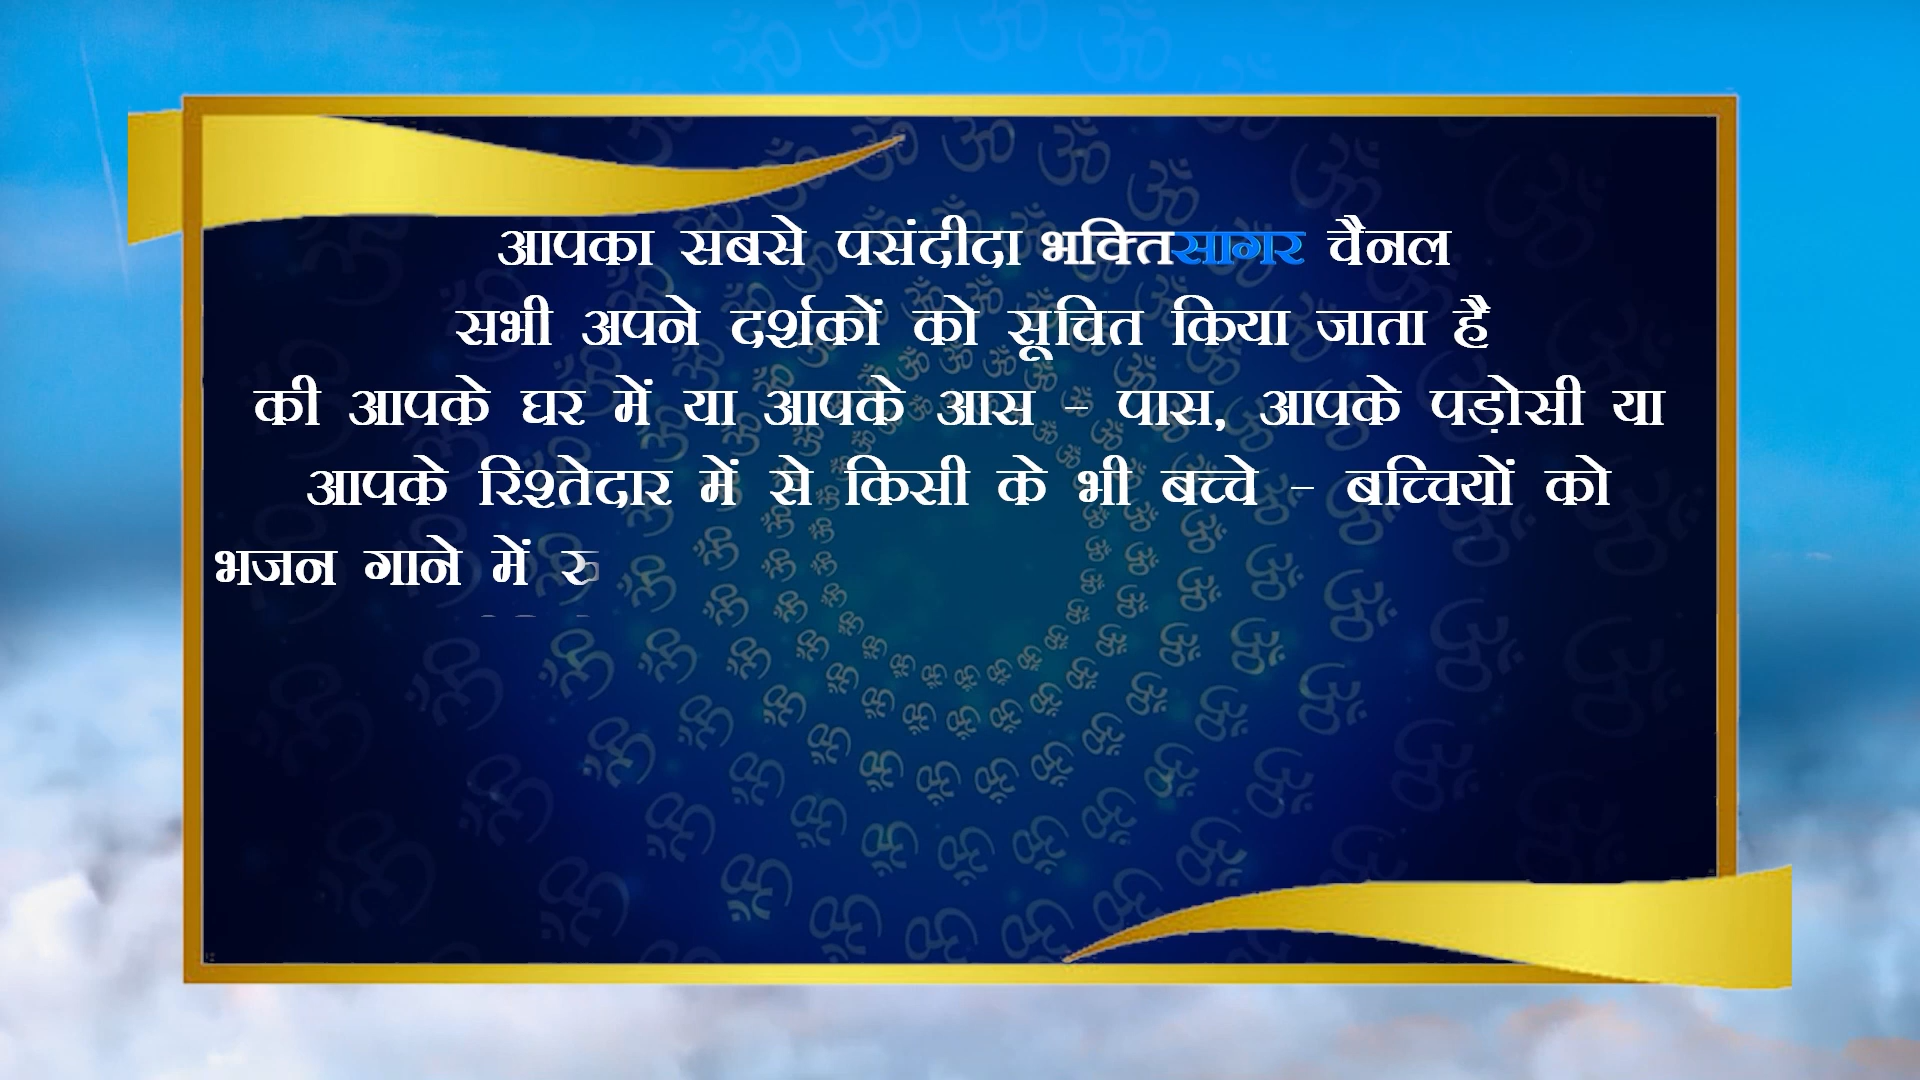 आपका सबसे पसंदीदा भक्तिसागर चैनल
सभी अपने दर्शकों को सूचित किया जाता है
की आपके घर में या आपके आस - पास, आपके पड़ोसी या
आपके रिश्तेदार में से किसी के भी बच्चे - बच्चियों को
भजन गाने में